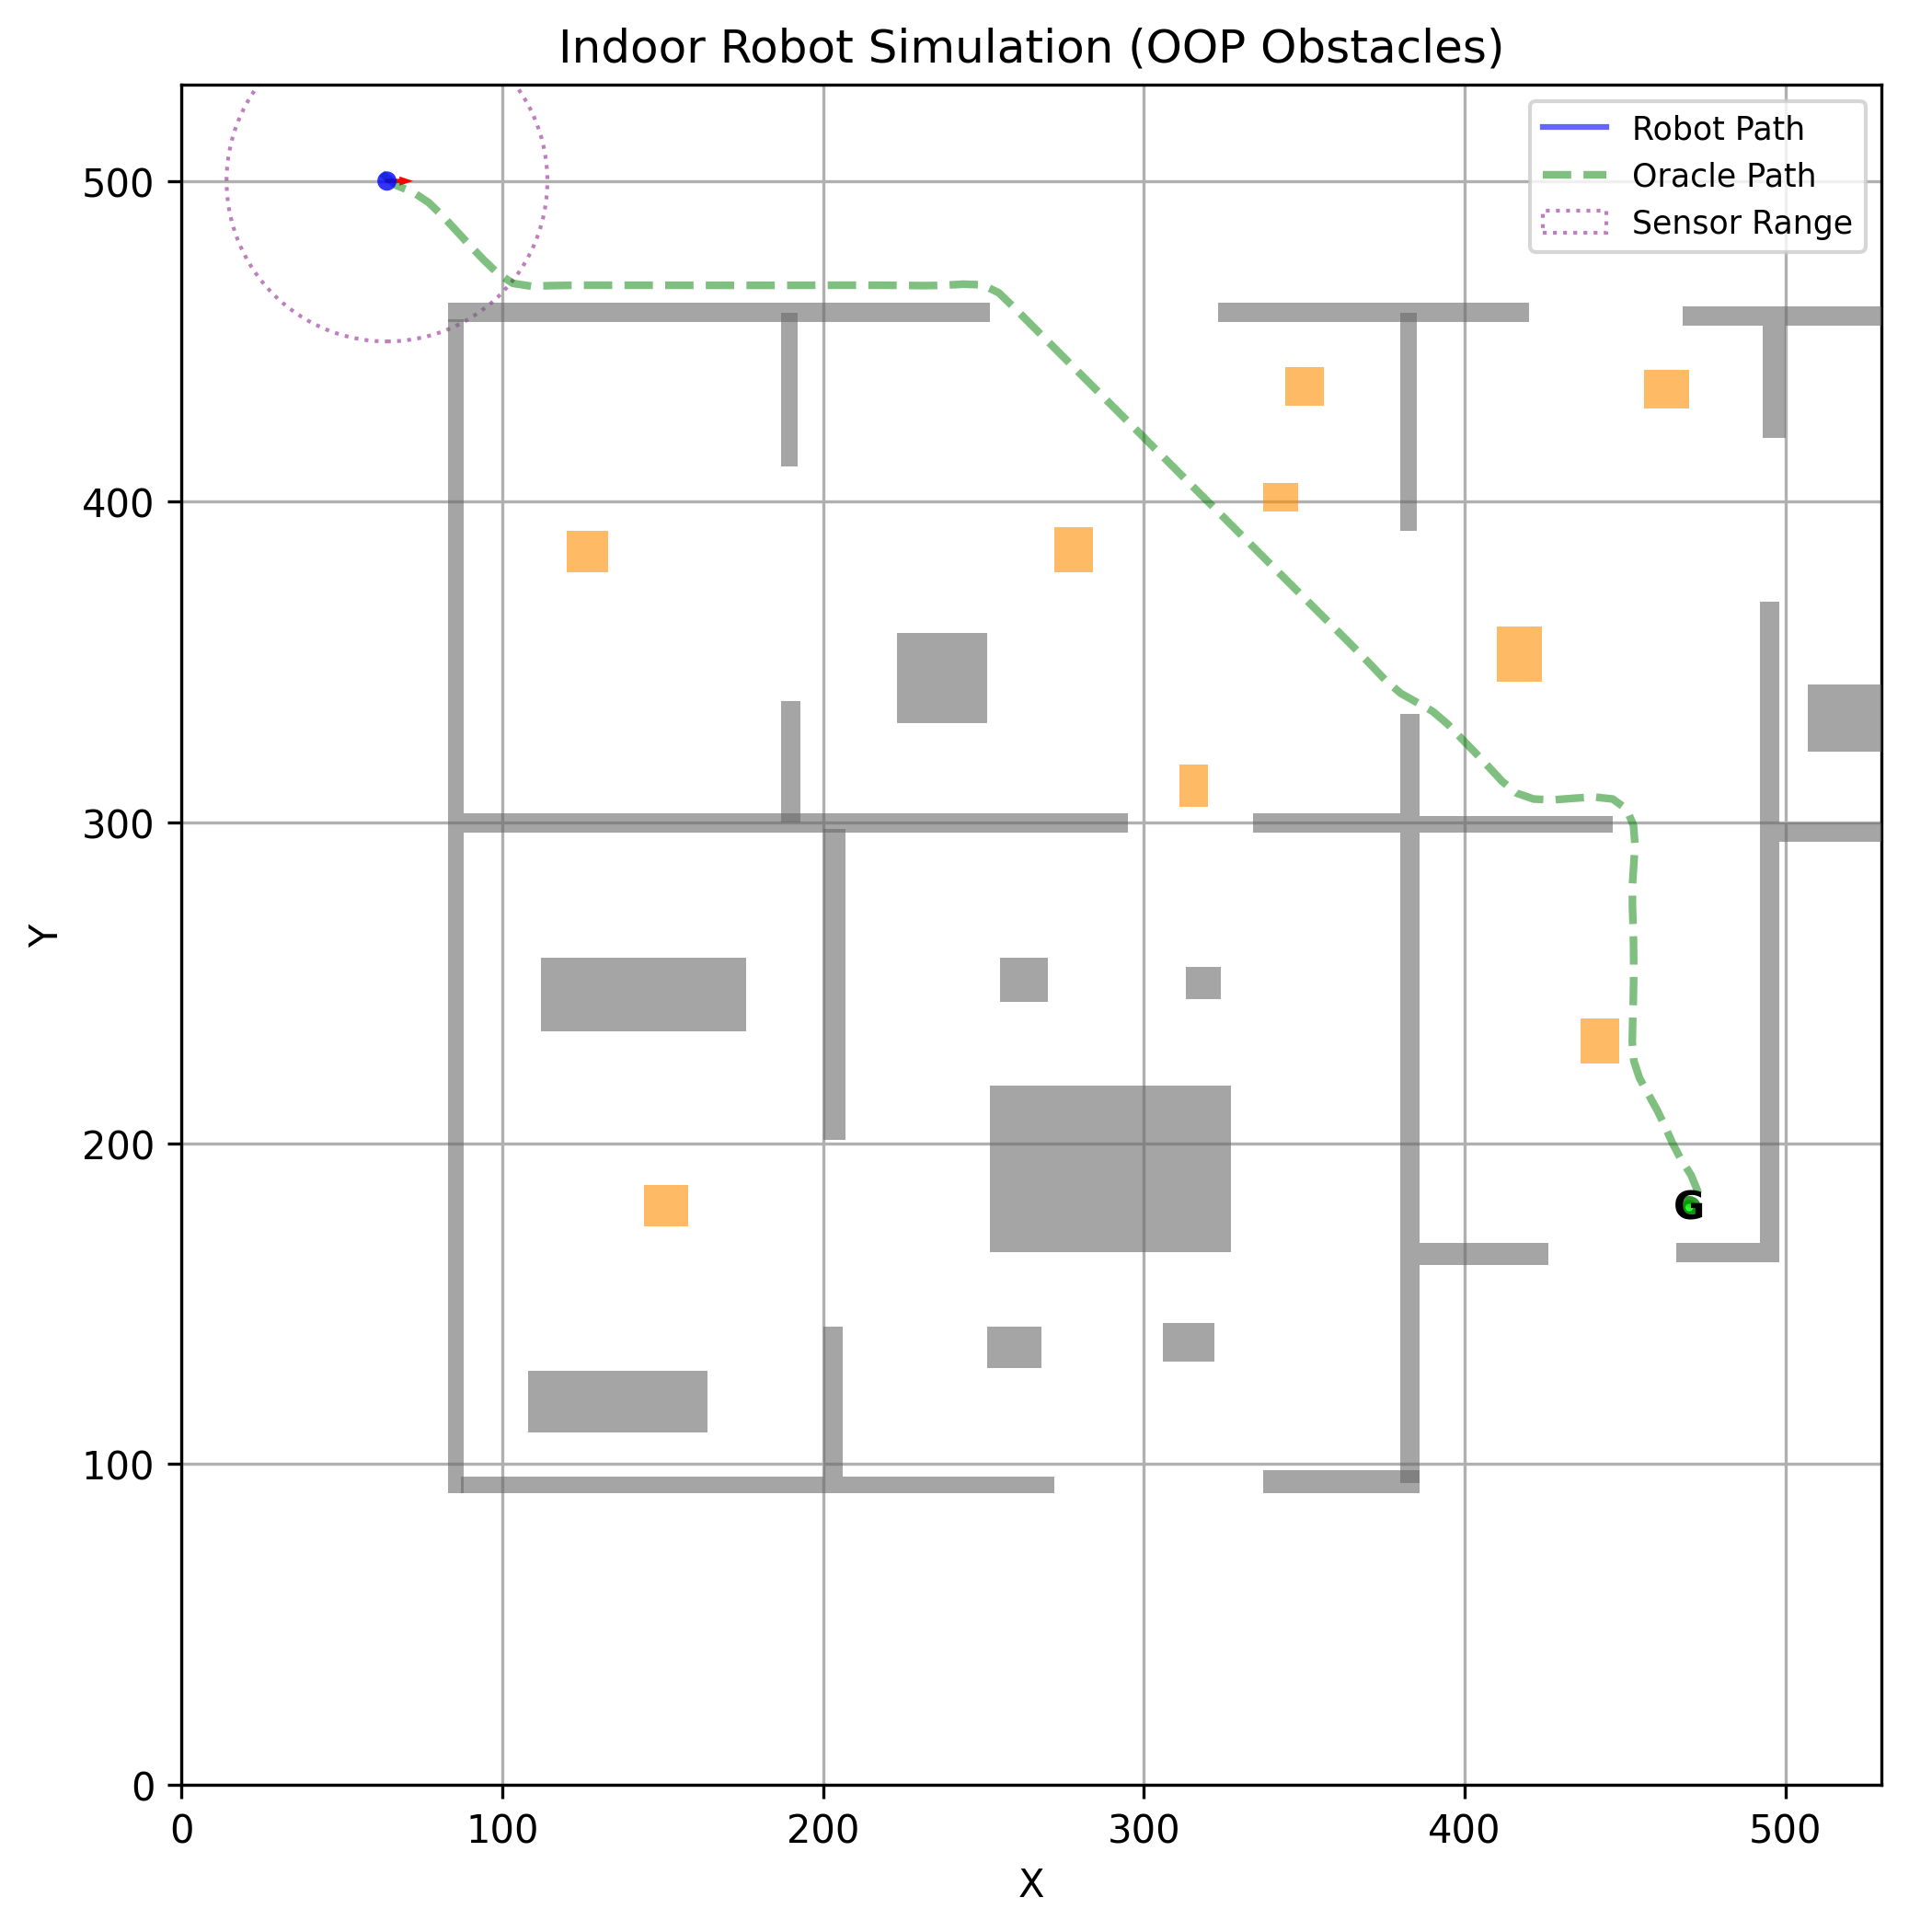 Indoor Robot Simulation (OOP Obstacles)
Robot Path
Oracle Path
Sensor Range
500
400
300
200
100
0
Y
G
0 100 200 300 400 500
X